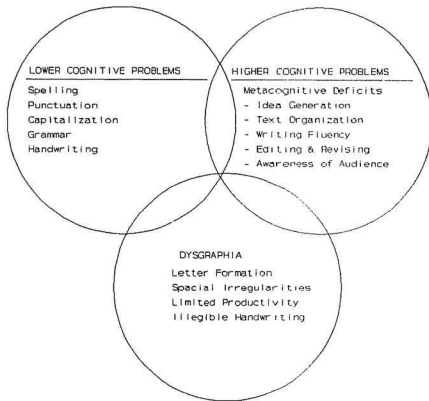 LOWER COGNITIVE PROBLEMS
Spelling
Punctuation
Capitalization
Grammar
Handwriting
HIGHER COGNITIVE PROBLEMS
Metacognitive Deficits
- Idea Generation
- Text Organization
- Writing Fluency
- Editing & Revising
- Awareness of Audience
DYSGRAPHIA
Letter Formation
Spacial Irregularities
Limited Productivity
Illegible Handwriting